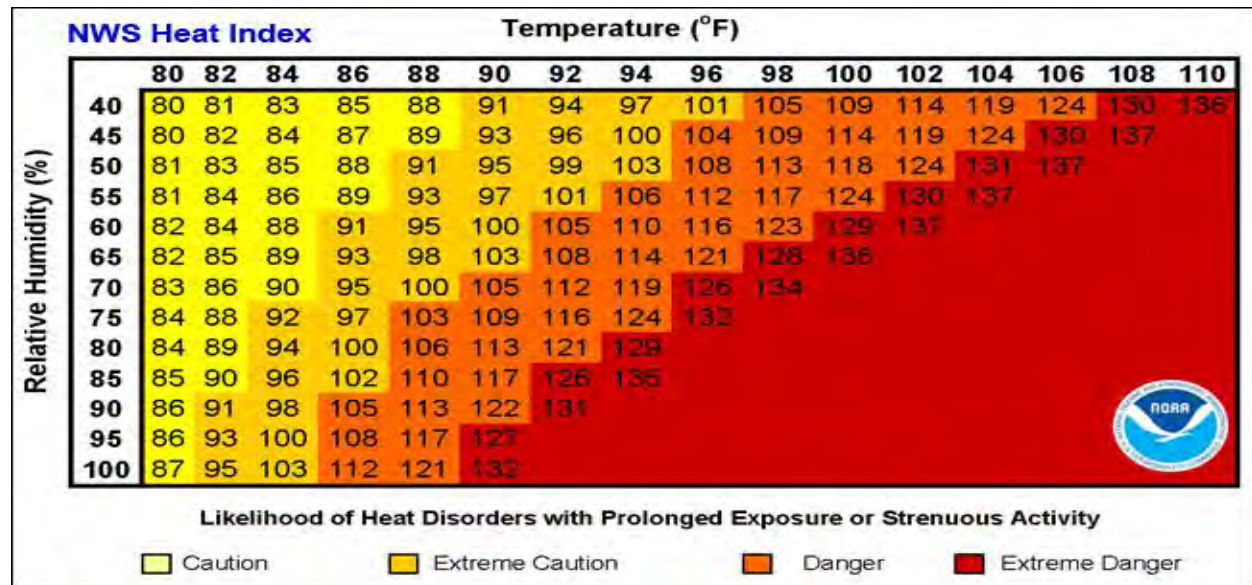 NWS Heat Index
Temperature (°F)
80 82 84 86 88 90 92 94 96 98 100 102 104 106 108 110
Relative Humidity (%)
40 80 81 83 85 88 91 94 97 101 105 109 114 119 124 130 136
45 80 82 84 87 89 93 96 100 104 109 114 119 124 130 137
50 81 83 85 88 91 95 99 103 108 113 118 124 131 137
55 81 84 86 89 93 97 101 106 112 117 124 130 137
60 82 84 88 91 95 100 105 110 116 123 129 137
65 82 85 89 93 98 103 108 114 121 128 136
70 83 86 90 95 100 105 112 119 126 134
75 84 88 92 97 103 109 116 124 132
80 84 89 94 100 106 113 121 129
85 85 90 96 102 110 117 126 135
90 86 91 98 105 113 122 131
95 86 93 100 108 117 127
100 87 95 103 112 121 132
NOAA
Likelihood of Heat Disorders with Prolonged Exposure or Strenuous Activity
Caution Extreme Caution Danger Extreme Danger